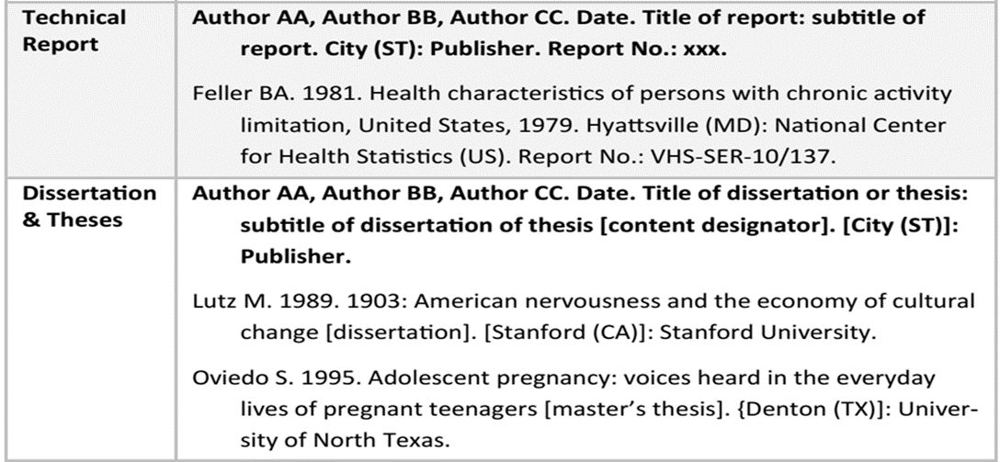 Technical
Report
Author AA, Author BB, Author CC. Date. Title of report: subtitle of
report. City (ST): Publisher. Report No.: xxx.
Feller BA. 1981. Health characteristics of persons with chronic activity
limitation, United States, 1979. Hyattsville (MD): National Center
for Health Statistics (US). Report No.: VHS-SER-10/137.
Dissertation
& Theses
Author AA, Author BB, Author CC. Date. Title of dissertation or thesis:
subtitle of dissertation of thesis [content designator]. [City (ST)]:
Publisher.
Lutz M. 1989. 1903: American nervousness and the economy of cultural
change [dissertation]. [Stanford (CA)]: Stanford University.
Oviedo S. 1995. Adolescent pregnancy: voices heard in the everyday
lives of pregnant teenagers [master’s thesis]. {Denton (TX)]: Univer-
sity of North Texas.